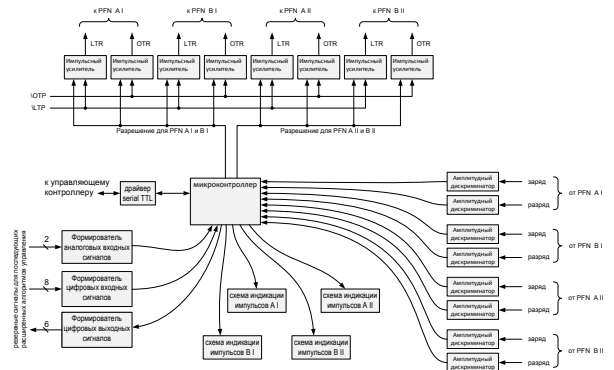 к PFN A I
к PFN B I
к PFN A II
к PFN B II
LTR
OTR
LTR
OTR
LTR
OTR
LTR
OTR
Импульсный усилитель
Импульсный усилитель
Импульсный усилитель
Импульсный усилитель
Импульсный усилитель
Импульсный усилитель
Импульсный усилитель
Импульсный усилитель
\OTP
\LTP
Разрешение для PFN A I и B I
Разрешение для PFN A II и B II
к управляющему
контроллеру
драйвер
serial TTL
микроконтроллер
Амплитудный
дискриминатор
заряд
Амплитудный
дискриминатор
разряд
от PFN A I
Амплитудный
дискриминатор
заряд
Амплитудный
дискриминатор
разряд
от PFN B I
Амплитудный
дискриминатор
заряд
Амплитудный
дискриминатор
разряд
от PFN A II
Амплитудный
дискриминатор
заряд
Амплитудный
дискриминатор
разряд
от PFN B II
резервные сигналы для последующих
расширенных алгоритмов управления
2
Формирователь
аналоговых входных
сигналов
8
Формирователь
цифровых входных
сигналов
6
Формирователь
цифровых выходных
сигналов
схема индикации
импульсов A I
схема индикации
импульсов A II
схема индикации
импульсов B I
схема индикации
импульсов B II